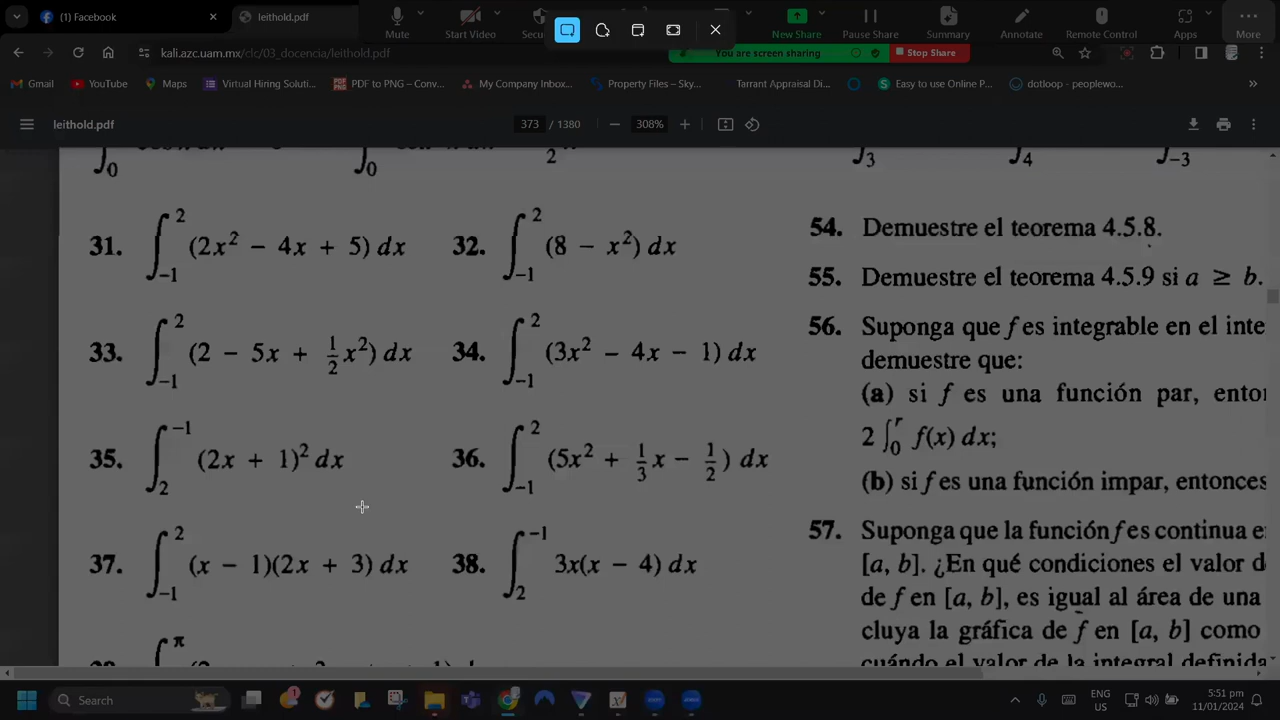 (1) Facebook
leithold.pdf
Mute
Start Video
New Share
Pause Share
Summary
Annotate
Remote Control
Apps
More
kali.azc.uam.mx/clc/03_docencia/leithold.pdf
You are screen sharing
Stop Share
Gmail
YouTube
Maps
Virtual Hiring Soluti...
PDF to PNG – Conv...
My Company Inbox...
Property Files – Sky...
Tarrant Appraisal Di...
Easy to Use Online P...
dotloop - peoplewo...
leithold.pdf
373 / 1380
308%
31. ∫_{-1}^{2} (2x² − 4x + 5) dx
32. ∫_{-1}^{2} (8 − x²) dx
33. ∫_{-1}^{2} (2 − 5x + ½x²) dx
34. ∫_{-1}^{2} (3x² − 4x − 1) dx
35. ∫_{2}^{-1} (2x + 1)² dx
36. ∫_{-1}^{2} (5x² + ⅓x − ½) dx
37. ∫_{-1}^{2} (x − 1)(2x + 3) dx
38. ∫_{2}^{-1} 3x(x − 4) dx
54. Demuestre el teorema 4.5.8.
55. Demuestre el teorema 4.5.9 si a ≥ b.
56. Suponga que f es integrable en el inte
demuestre que:
(a) si f es una función par, ento
2 ∫_{0}^{r} f(x) dx;
(b) si f es una función impar, entonces
57. Suponga que la función f es continua e
[a, b]. ¿En qué condiciones el valor d
de f en [a, b], es igual al área de una
cluya la gráfica de f en [a, b] como
cuándo el valor de la integral definida
Search
ENG
US
5:51 pm
11/01/2024